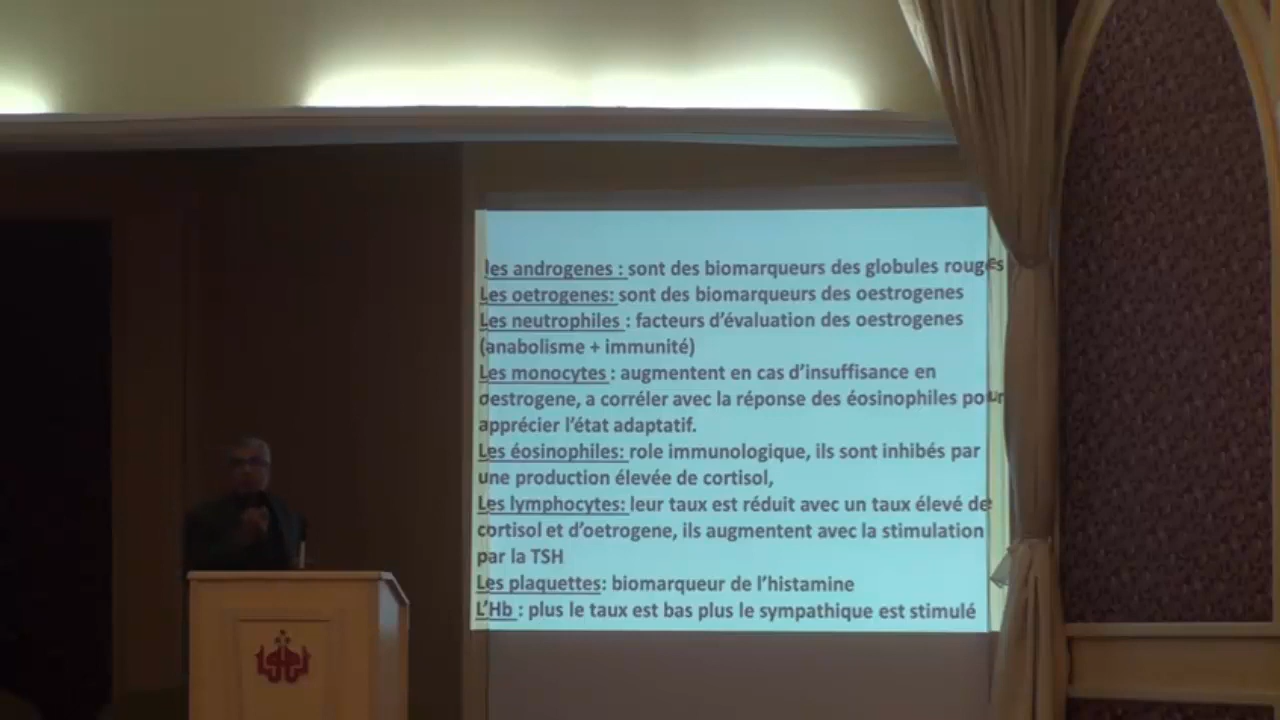 les androgenes : sont des biomarqueurs des globules rouges
Les oetrogenes: sont des biomarqueurs des oestrogenes
Les neutrophiles : facteurs d'évaluation des oestrogenes
(anabolisme + immunité)
Les monocytes : augmentent en cas d'insuffisance en
oestrogene, a corréler avec la réponse des éosinophiles pour
apprécier l'état adaptatif.
Les éosinophiles: role immunologique, ils sont inhibés par
une production élevée de cortisol,
Les lymphocytes: leur taux est réduit avec un taux élevé de
cortisol et d'oetrogene, ils augmentent avec la stimulation
par la TSH
Les plaquettes: biomarqueur de l'histamine
L'Hb : plus le taux est bas plus le sympathique est stimulé